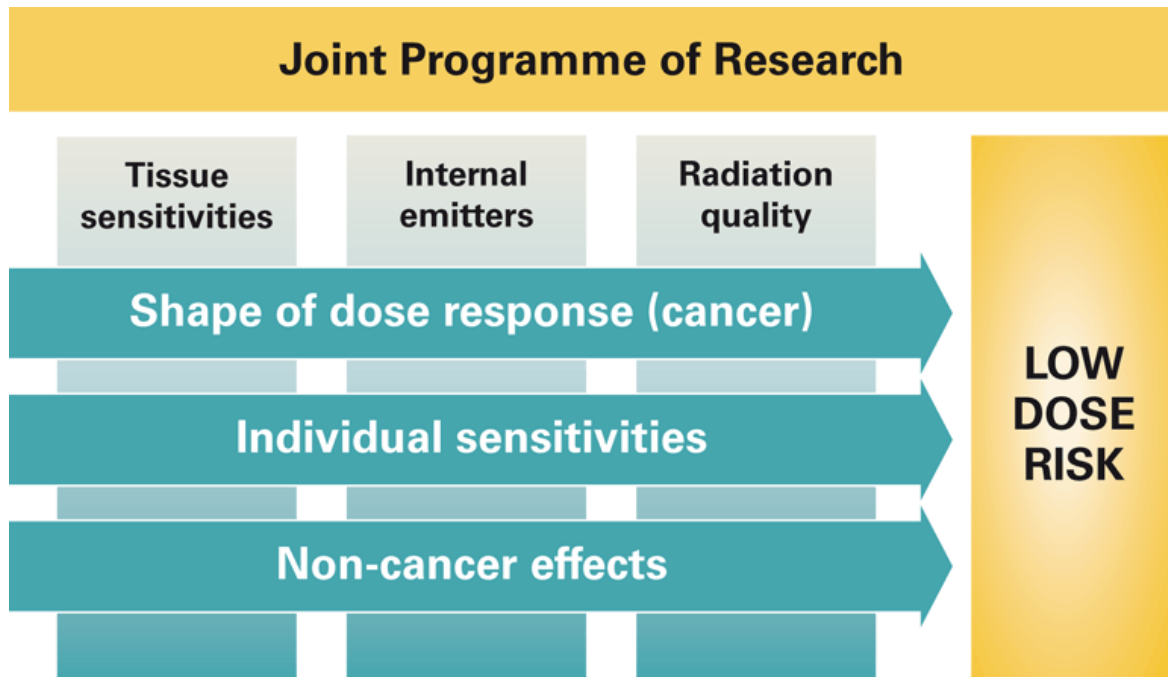 Joint Programme of Research
Tissue
sensitivities
Internal
emitters
Radiation
quality
Shape of dose response (cancer)
Individual sensitivities
Non-cancer effects
LOW
DOSE
RISK